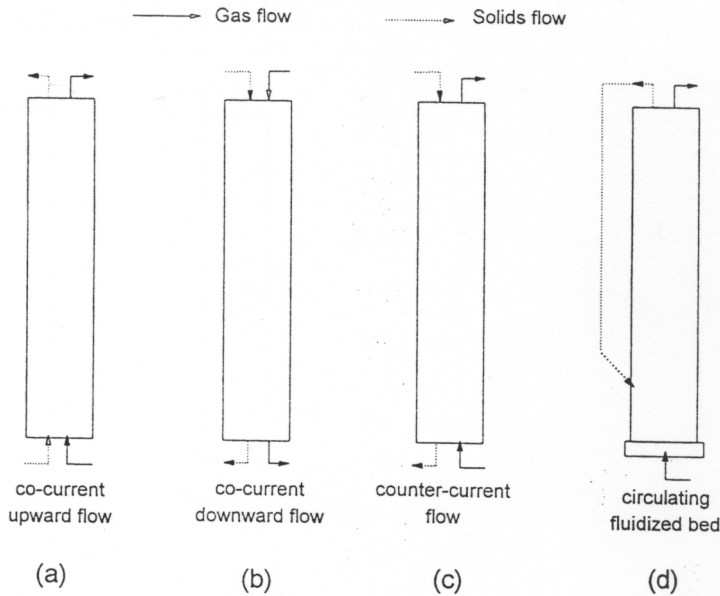 Gas flow
Solids flow
co-current
upward flow
co-current
downward flow
counter-current
flow
circulating
fluidized bed
(a)
(b)
(c)
(d)